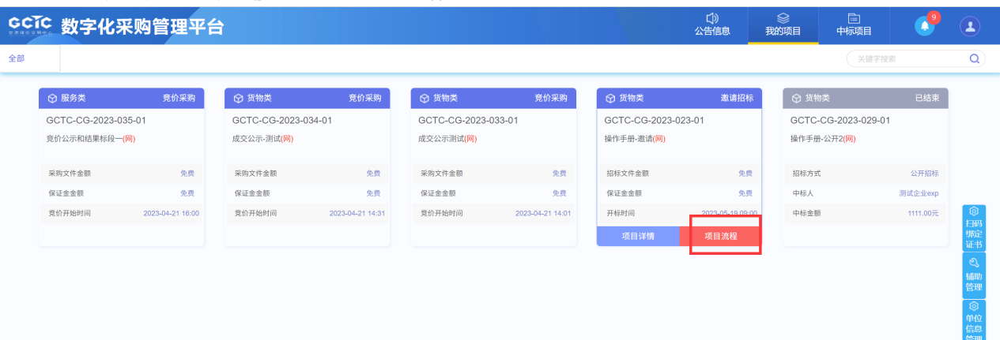 GCTC 数字化采购管理平台
公告信息
我的项目
中标项目
9
全部
关键字搜索
服务类 竞价采购
GCTC-CG-2023-035-01
竞价公示和结果标段一(网)
采购文件金额 免费
保证金金额 免费
竞价开始时间 2023-04-21 16:00
货物类 竞价采购
GCTC-CG-2023-034-01
成交公示-测试(网)
采购文件金额 免费
保证金金额 免费
竞价开始时间 2023-04-21 14:31
货物类 竞价采购
GCTC-CG-2023-033-01
成交公示测试(网)
采购文件金额 免费
保证金金额 免费
竞价开始时间 2023-04-21 14:01
货物类 邀请招标
GCTC-CG-2023-023-01
操作手册-邀请(网)
招标文件金额 免费
保证金金额 免费
开标时间 2023-05-19 09:00
项目详情 项目流程
货物类 已结束
GCTC-CG-2023-029-01
操作手册-公开2(网)
招标方式 公开招标
中标人 测试企业exp
中标金额 1111.00元
扫码
绑定
证书
辅助
管理
单位
信息
管理